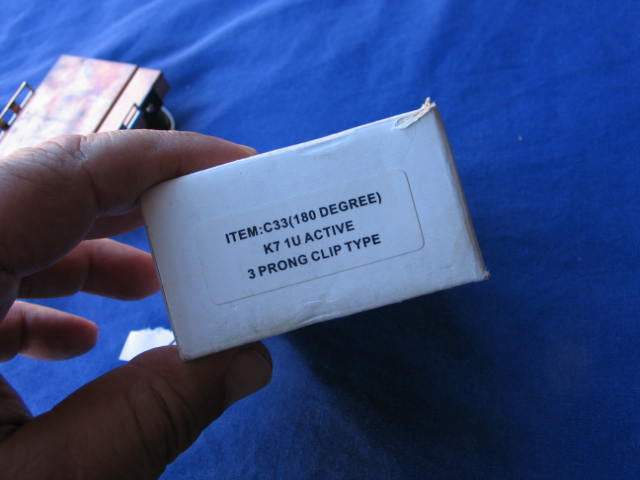 ITEM:C33(180 DEGREE)
K7 1U ACTIVE
3 PRONG CLIP TYPE